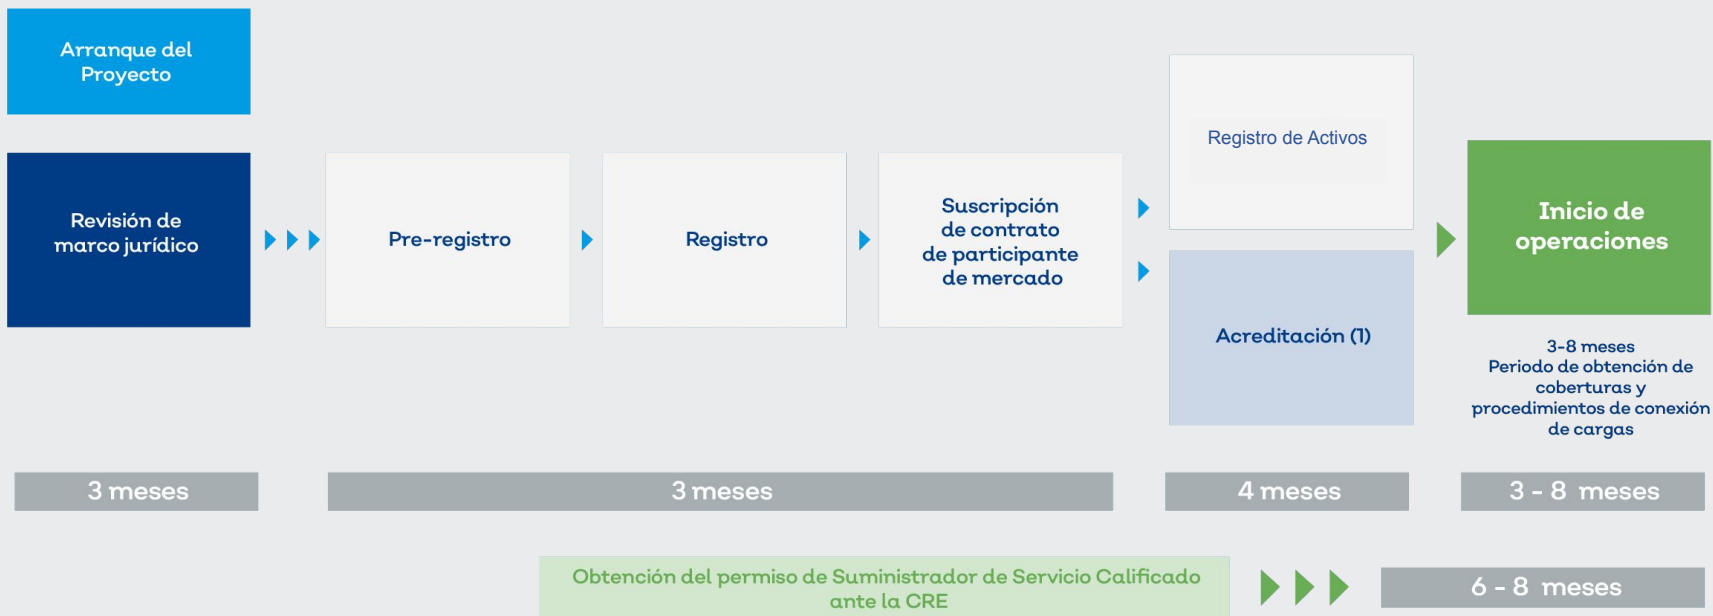 Arranque del
Proyecto
Revisión de
marco jurídico
Pre-registro
Registro
Suscripción
de contrato
de participante
de mercado
Registro de Activos
Acreditación (1)
Inicio de
operaciones
3-8 meses
Periodo de obtención de
coberturas y
procedimientos de conexión
de cargas
3 meses
3 meses
4 meses
3 - 8 meses
Obtención del permiso de Suministrador de Servicio Calificado
ante la CRE
6 - 8 meses